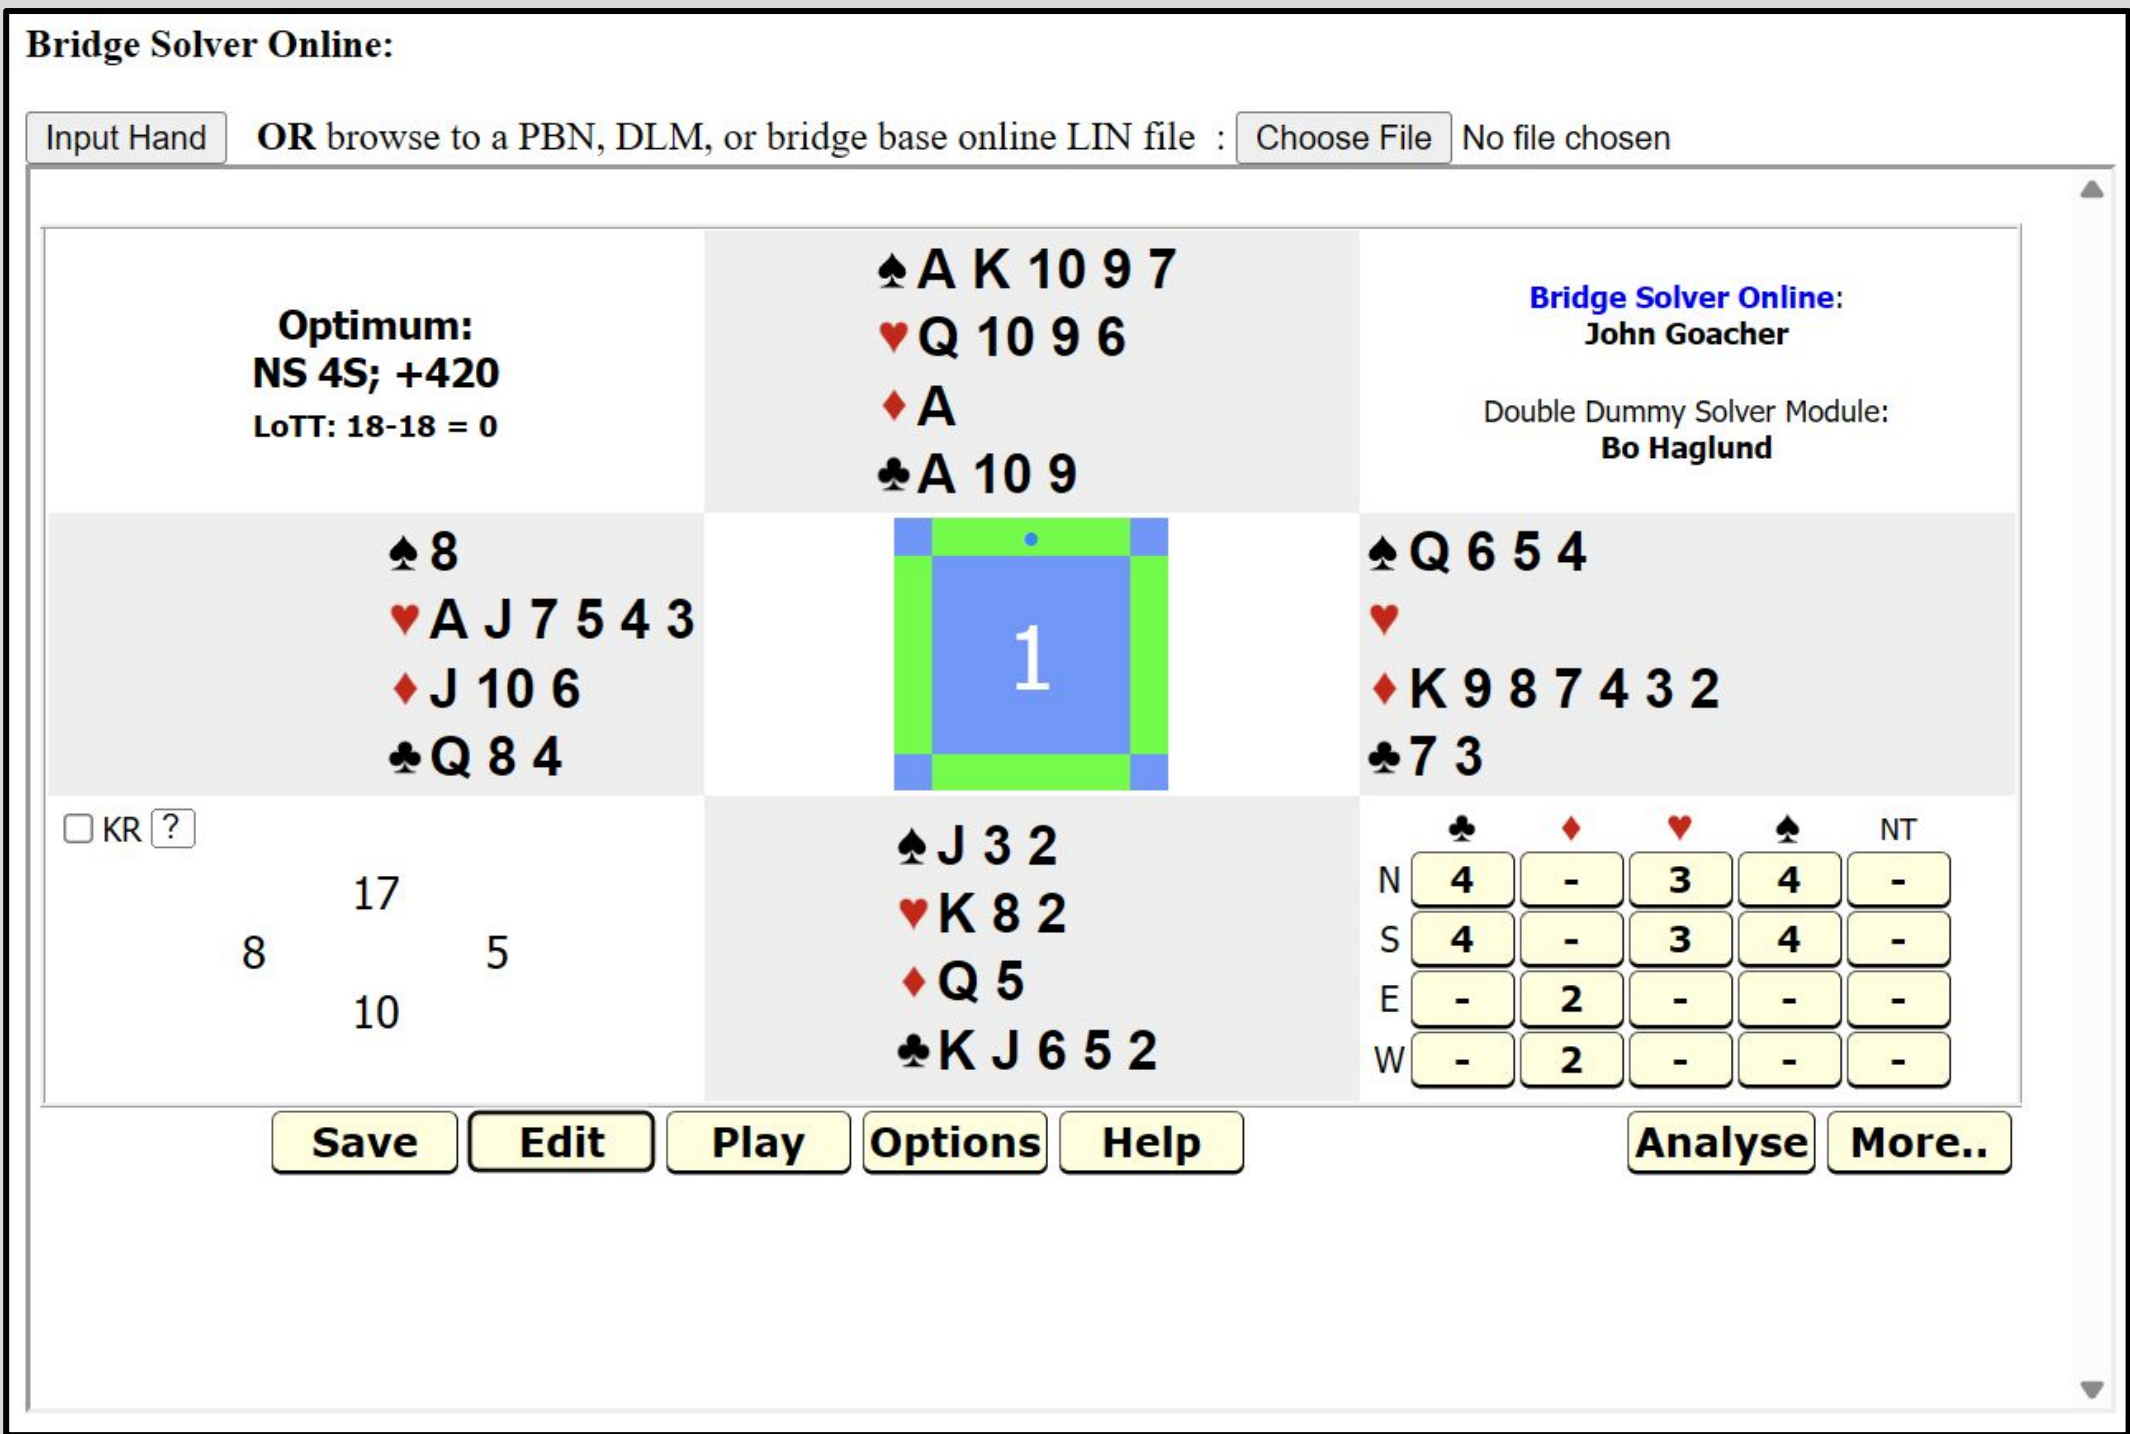 Bridge Solver Online:
Input Hand OR browse to a PBN, DLM, or bridge base online LIN file : Choose File No file chosen
Optimum:
NS 4S; +420
LoTT: 18-18 = 0
♠ A K 10 9 7
♥ Q 10 9 6
♦ A
♣ A 10 9
Bridge Solver Online:
John Goacher
Double Dummy Solver Module:
Bo Haglund
♠ 8
♥ A J 7 5 4 3
♦ J 10 6
♣ Q 8 4
1
♠ Q 6 5 4
♥
♦ K 9 8 7 4 3 2
♣ 7 3
KR ?
17
8 5
10
♠ J 3 2
♥ K 8 2
♦ Q 5
♣ K J 6 5 2
♣ ♦ ♥ ♠ NT
N 4 - 3 4 -
S 4 - 3 4 -
E - 2 - - -
W - 2 - - -
Save Edit Play Options Help Analyse More..